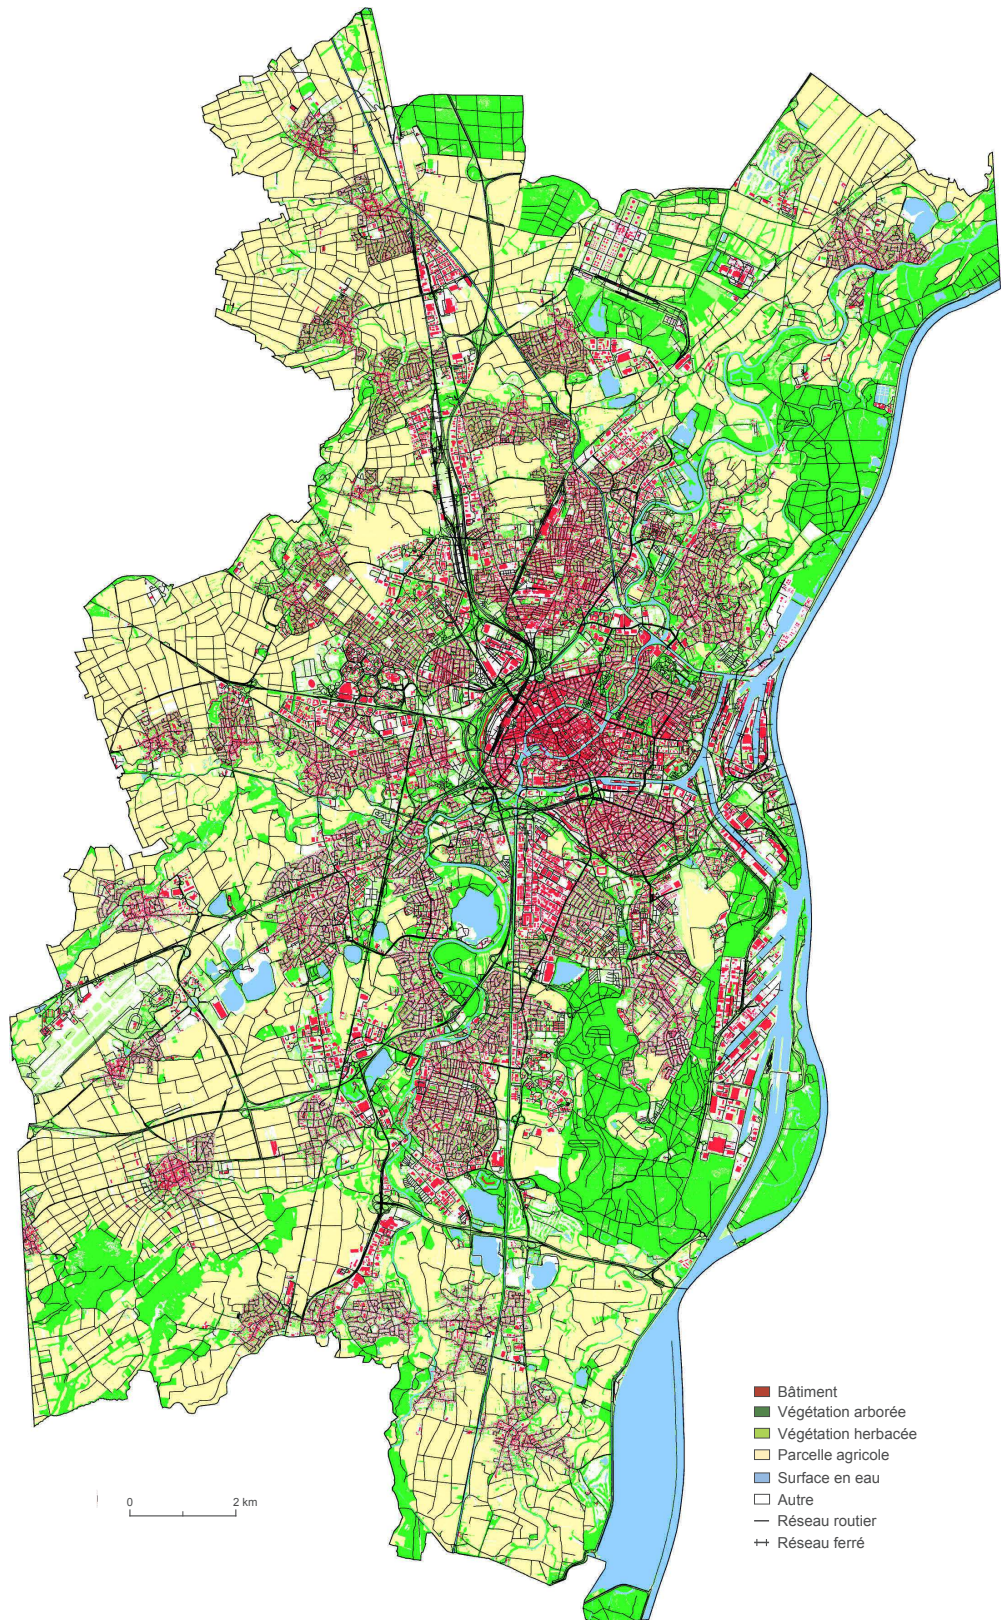 Bâtiment
Végétation arborée
Végétation herbacée
Parcelle agricole
Surface en eau
Autre
Réseau routier
Réseau ferré
0 2 km